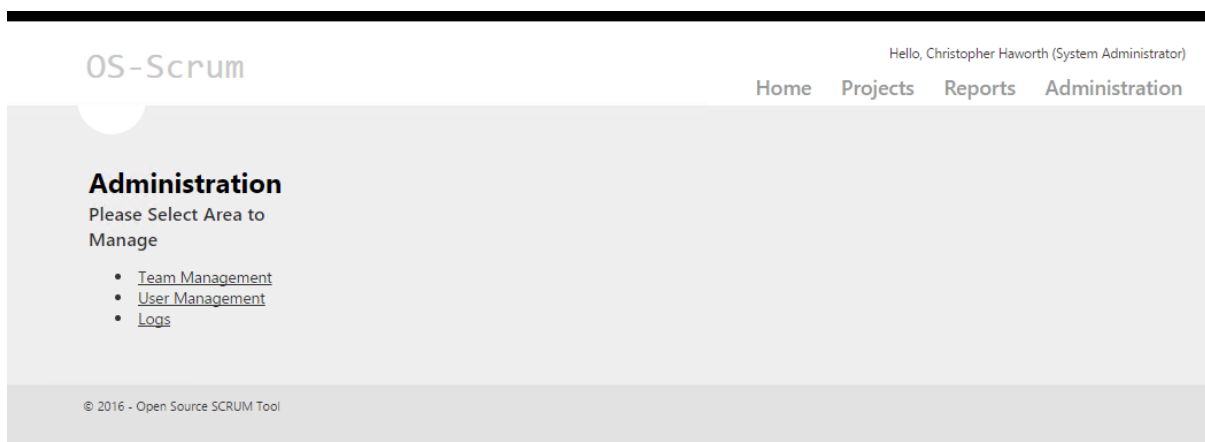 OS-Scrum
Hello, Christopher Haworth (System Administrator)
Home Projects Reports Administration
Administration
Please Select Area to
Manage
Team Management
User Management
Logs
© 2016 - Open Source SCRUM Tool